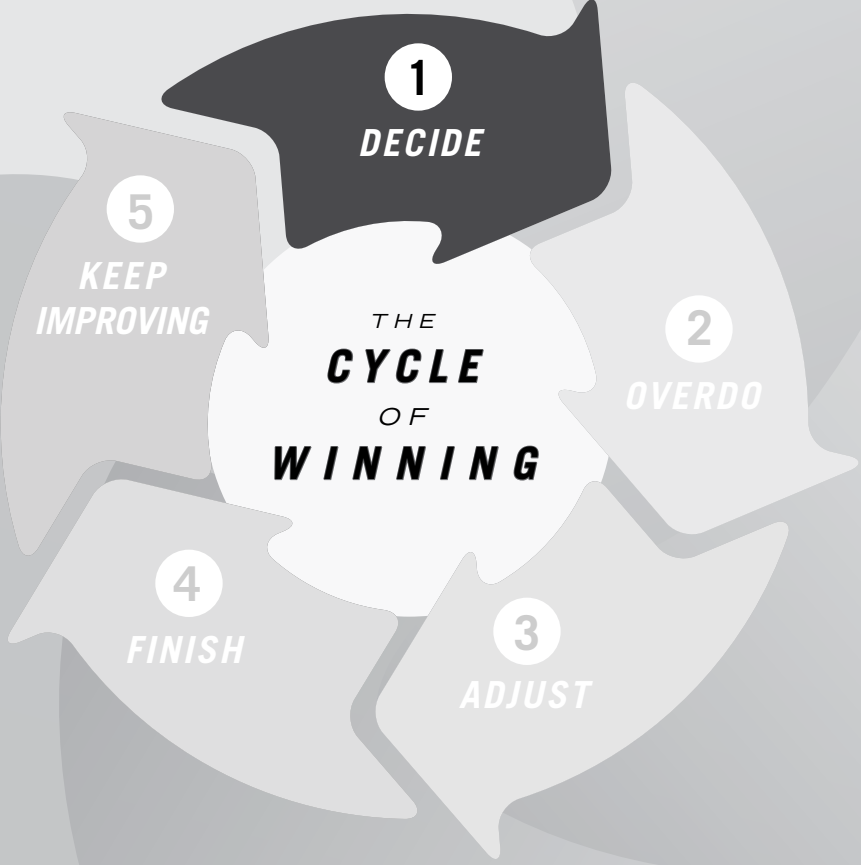 1
DECIDE
2
OVERDO
3
ADJUST
4
FINISH
5
KEEP
IMPROVING
THE
CYCLE
OF
WINNING